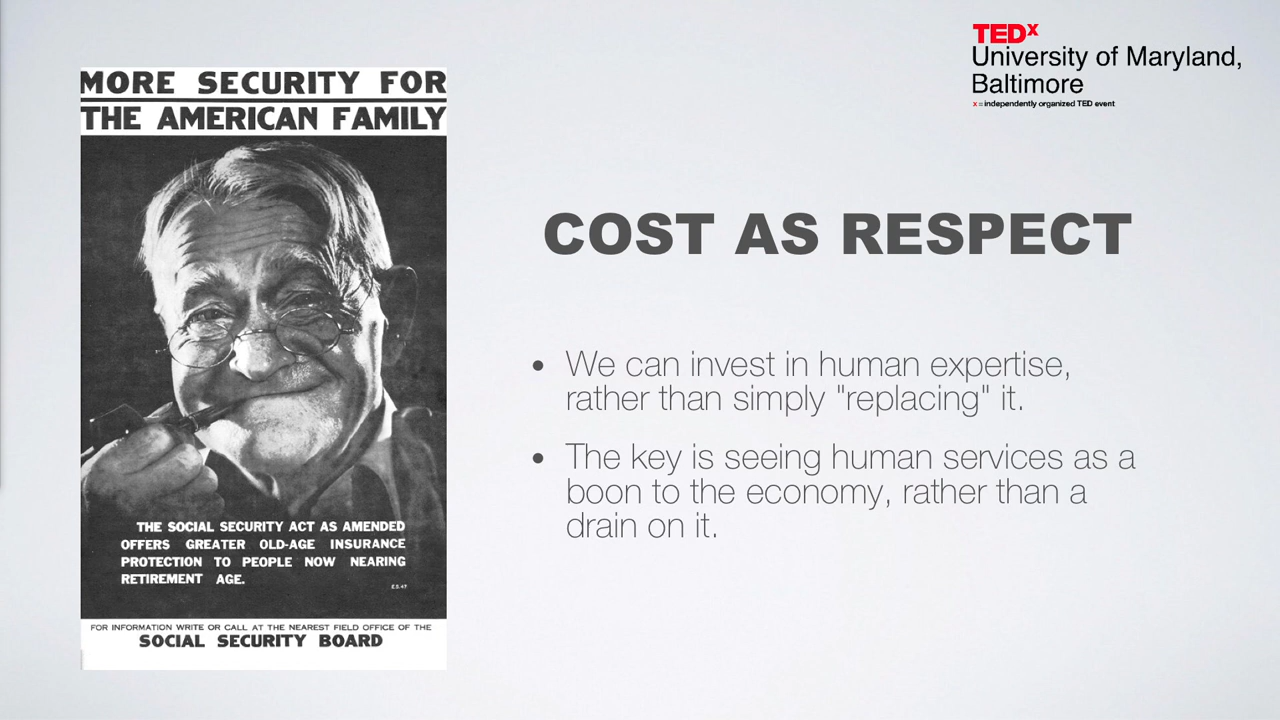 TEDx
University of Maryland,
Baltimore
x = independently organized TED event
MORE SECURITY FOR
THE AMERICAN FAMILY
THE SOCIAL SECURITY ACT AS AMENDED
OFFERS GREATER OLD-AGE INSURANCE
PROTECTION TO PEOPLE NOW NEARING
RETIREMENT AGE.
FOR INFORMATION WRITE OR CALL AT THE NEAREST FIELD OFFICE OF THE
SOCIAL SECURITY BOARD
COST AS RESPECT
• We can invest in human expertise,
rather than simply "replacing" it.
• The key is seeing human services as a
boon to the economy, rather than a
drain on it.